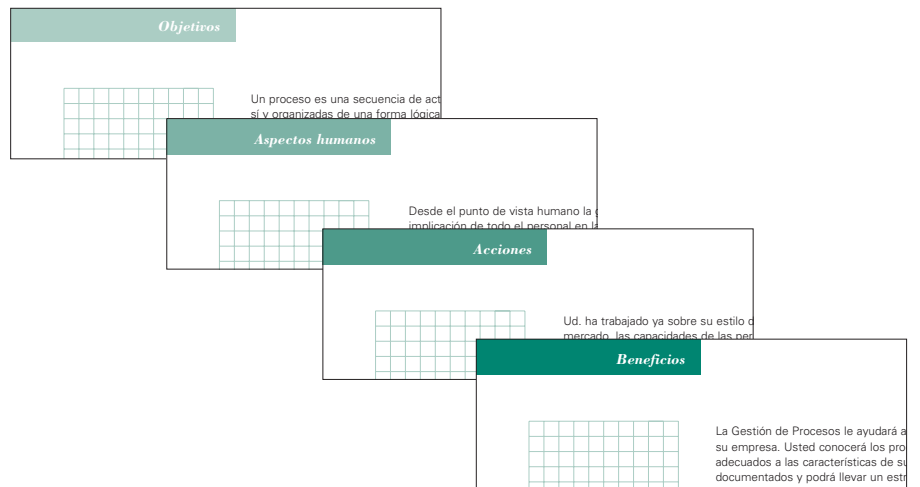 Objetivos
Un proceso es una secuencia de act
sí y organizadas de una forma lógica
Aspectos humanos
Desde el punto de vista humano la
implicación de todo el personal en la
Acciones
Ud. ha trabajado ya sobre su estilo d
mercado, las capacidades de las per
Beneficios
La Gestión de Procesos le ayudará a
su empresa. Usted conocerá los pro
adecuados a las características de su
documentados y podrá llevar un estr